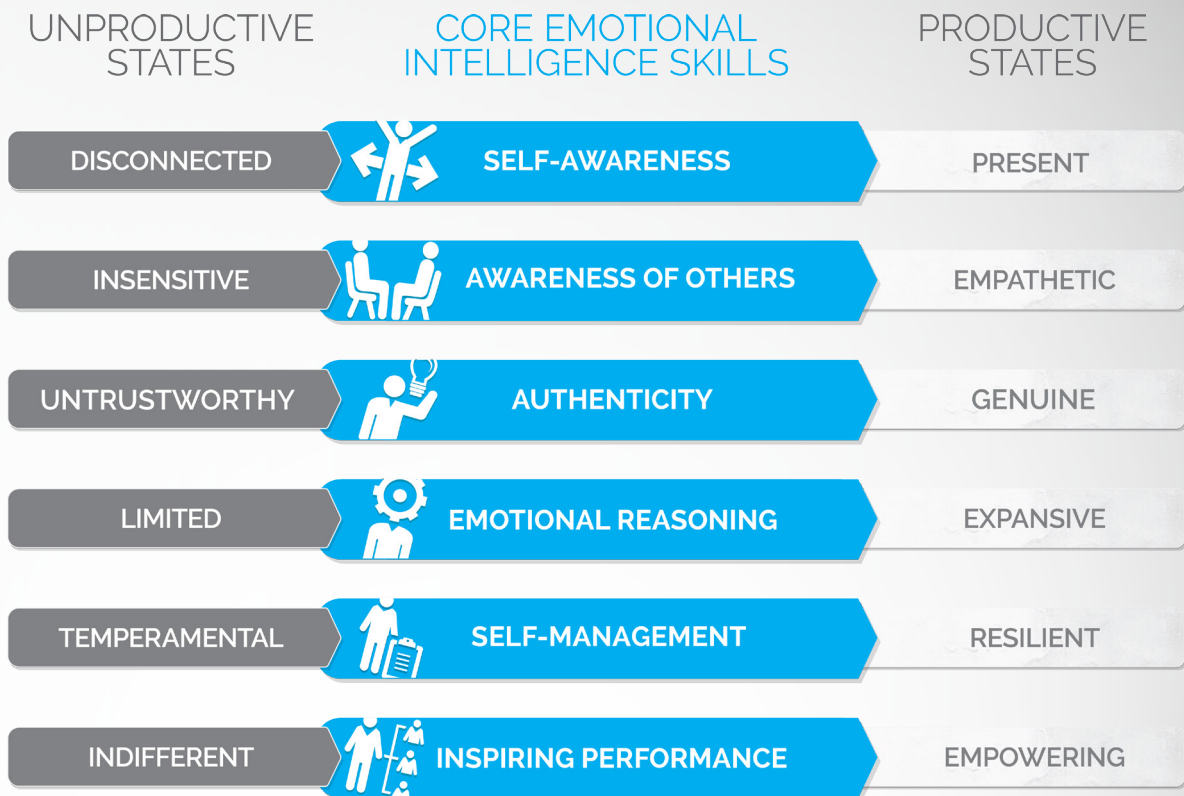 UNPRODUCTIVE
STATES
CORE EMOTIONAL
INTELLIGENCE SKILLS
PRODUCTIVE
STATES
DISCONNECTED
SELF-AWARENESS
PRESENT
INSENSITIVE
AWARENESS OF OTHERS
EMPATHETIC
UNTRUSTWORTHY
AUTHENTICITY
GENUINE
LIMITED
EMOTIONAL REASONING
EXPANSIVE
TEMPERAMENTAL
SELF-MANAGEMENT
RESILIENT
INDIFFERENT
INSPIRING PERFORMANCE
EMPOWERING